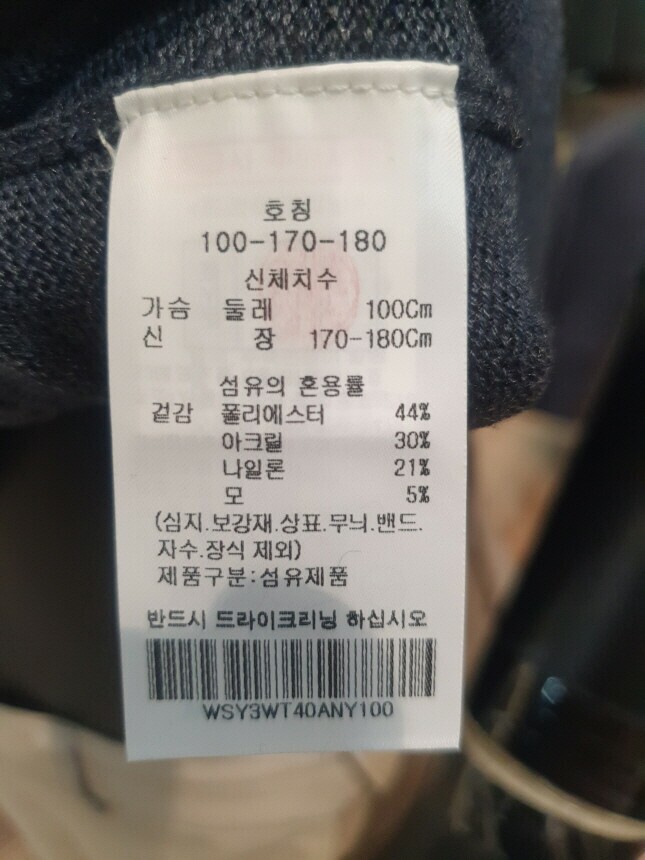 호칭
100-170-180
신체치수
가슴 둘레 100Cm
신 장 170-180Cm
섬유의 혼용률
겉감 폴리에스터 44%
아크릴 30%
나일론 21%
모 5%
(심지.보강재.상표.무늬.밴드.
자수.장식 제외)
제품구분:섬유제품
반드시 드라이크리닝 하십시오
WSY3WT40ANY100